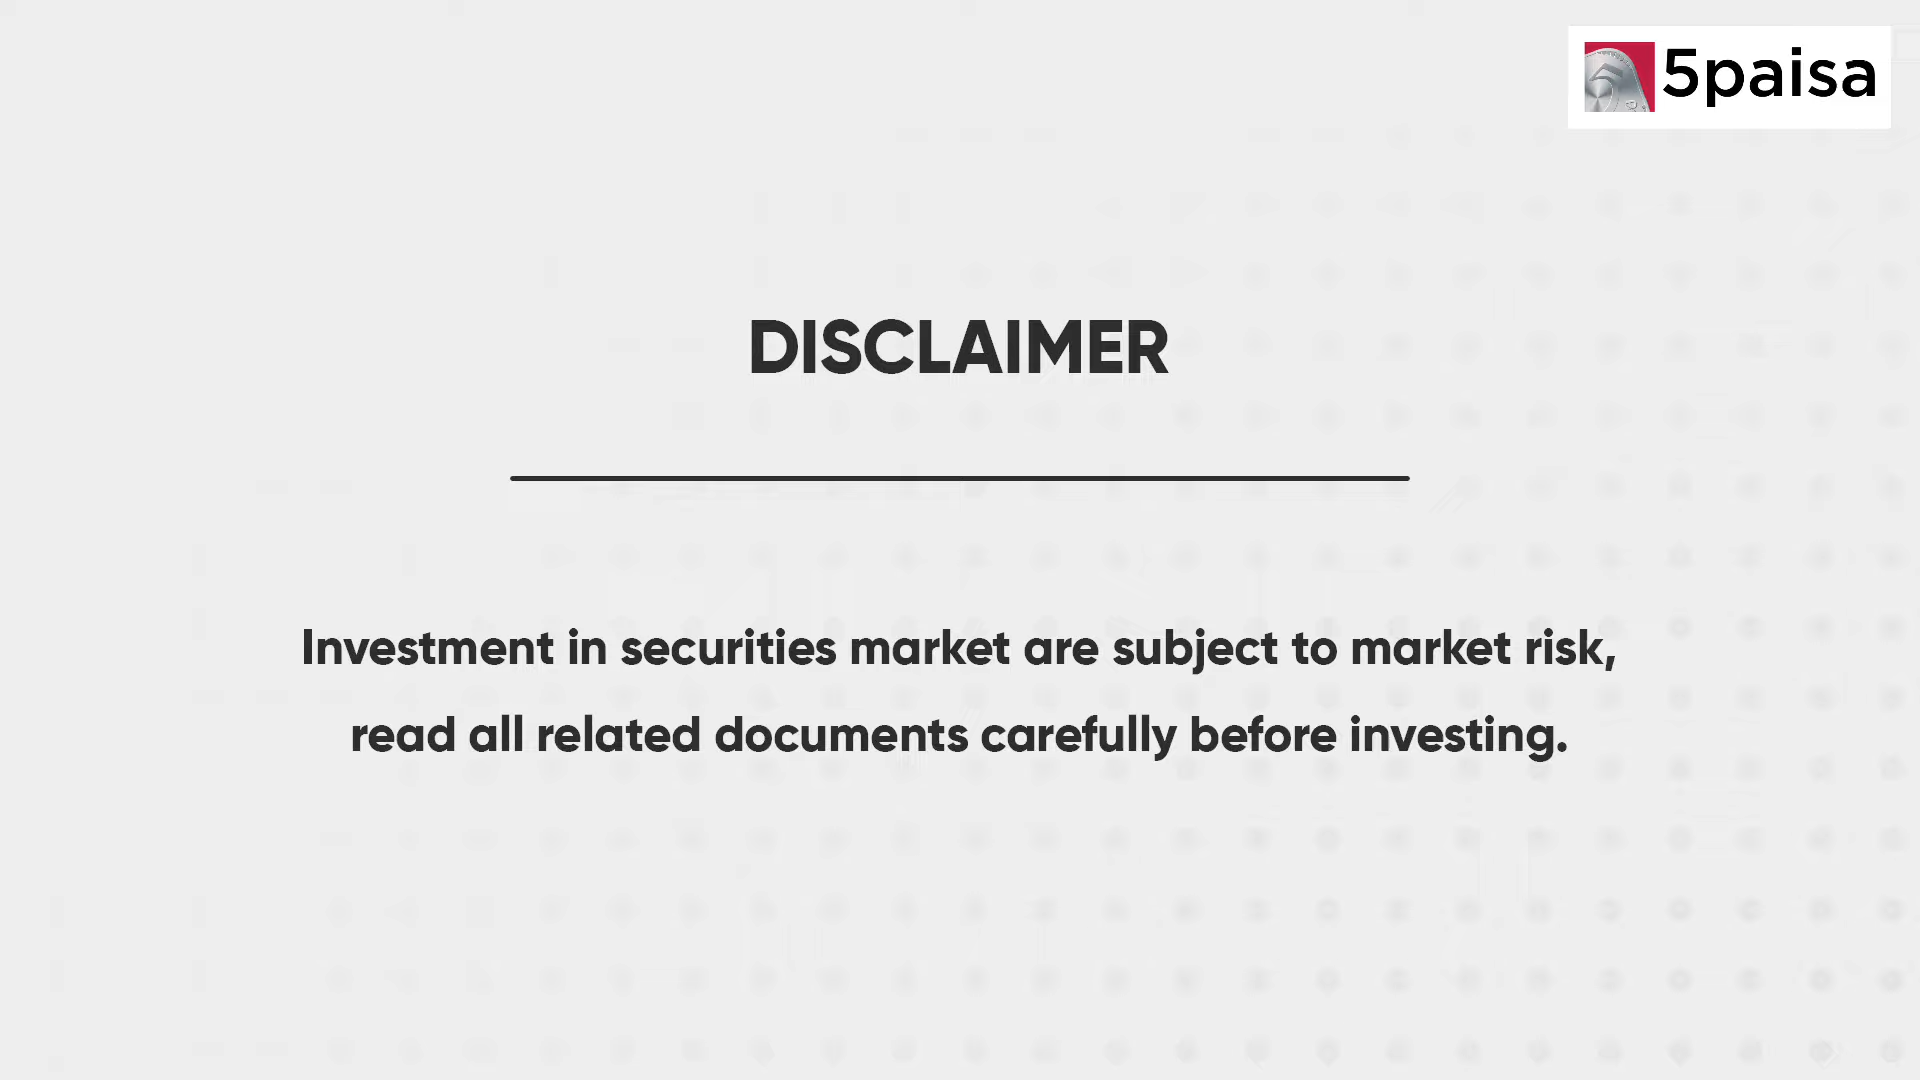 5paisa
DISCLAIMER
Investment in securities market are subject to market risk,
read all related documents carefully before investing.